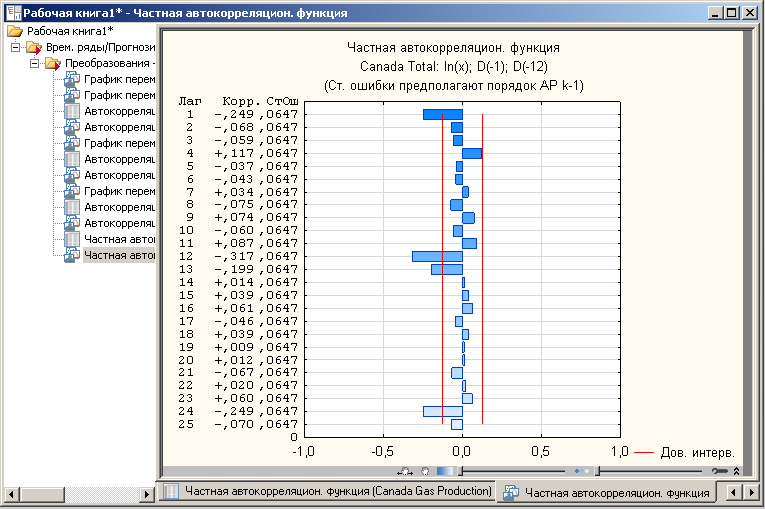 Рабочая книга1* - Частная автокорреляцион. функция
Рабочая книга1*
Врем. ряды/Прогнози
Преобразования -
График перем
График перем
Автокорреляц
Автокорреляц
График перем
Автокорреляц
Автокорреляц
График перем
Автокорреляц
Автокорреляц
Частная авто
Частная авто
Частная автокорреляцион. функция
Canada Total: ln(x); D(-1); D(-12)
(Ст. ошибки предполагают порядок АР k-1)
Лаг Корр. СтОш
1 -,249 ,0647
2 -,068 ,0647
3 -,059 ,0647
4 +,117 ,0647
5 -,037 ,0647
6 -,043 ,0647
7 +,034 ,0647
8 -,075 ,0647
9 +,074 ,0647
10 -,060 ,0647
11 +,087 ,0647
12 -,317 ,0647
13 -,199 ,0647
14 +,014 ,0647
15 +,039 ,0647
16 +,061 ,0647
17 -,046 ,0647
18 +,039 ,0647
19 +,009 ,0647
20 +,012 ,0647
21 -,067 ,0647
22 +,020 ,0647
23 +,060 ,0647
24 -,249 ,0647
25 -,070 ,0647
0
-1,0 -0,5 0,0 0,5 1,0
Дов. интерв.
Частная автокорреляцион. функция (Canada Gas Production)
Частная автокорреляцион. функция